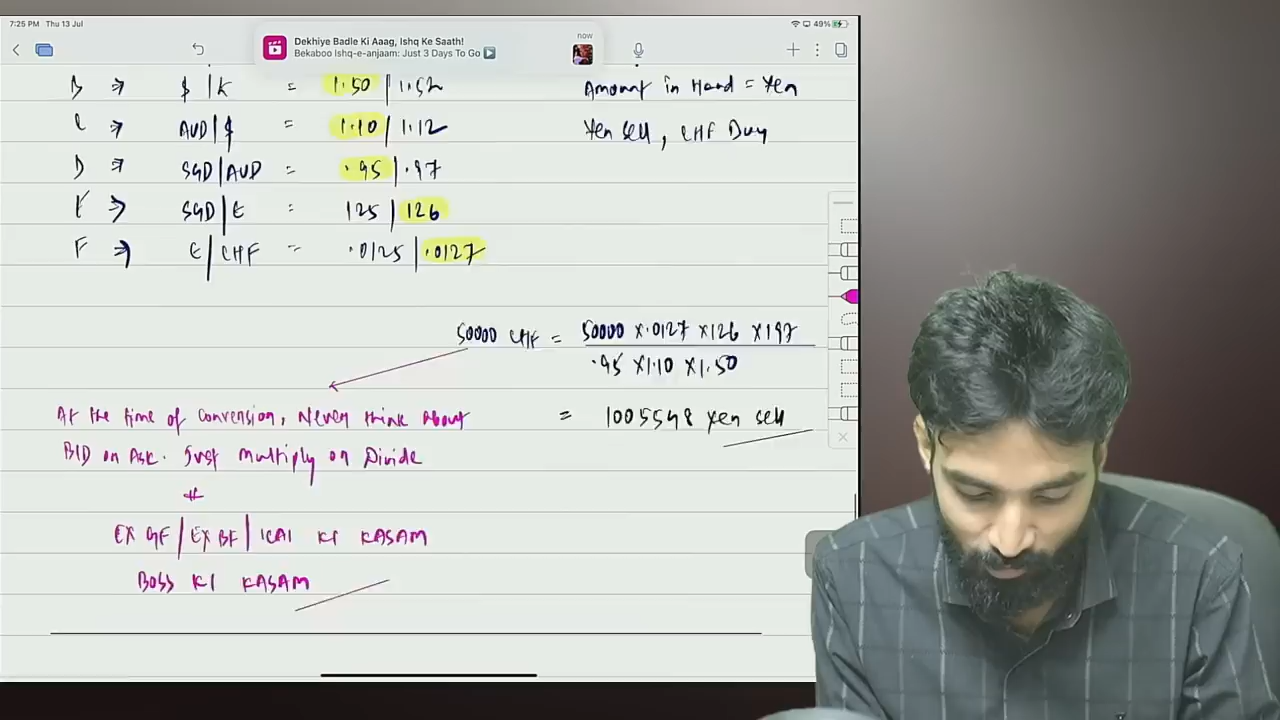 7:25 PM Thu 13 Jul
49%
Dekhiye Badle Ki Aaag, Ishq Ke Saath!
now
Bekaboo Ishq-e-anjaam: Just 3 Days To Go
B ⇒ $ | K = 1.50 | 1.52
C ⇒ AUD | $ = 1.10 | 1.12
D ⇒ SGD | AUD = .95 | .97
E ⇒ SGD | € = 125 | 126
F ⇒ € | CHF = .0125 | .0127
Amount in Hand = Yen
Yen Sell, CHF Buy
50000 CHF = 50000 × .0127 × 126 × 197
.95 × 1.10 × 1.50
= 1005548 Yen sell
At the time of conversion, Never think About
BID or Ask. Just Multiply or Divide
EX GF | EX BF | ICAI KI KASAM
BOSS KI KASAM